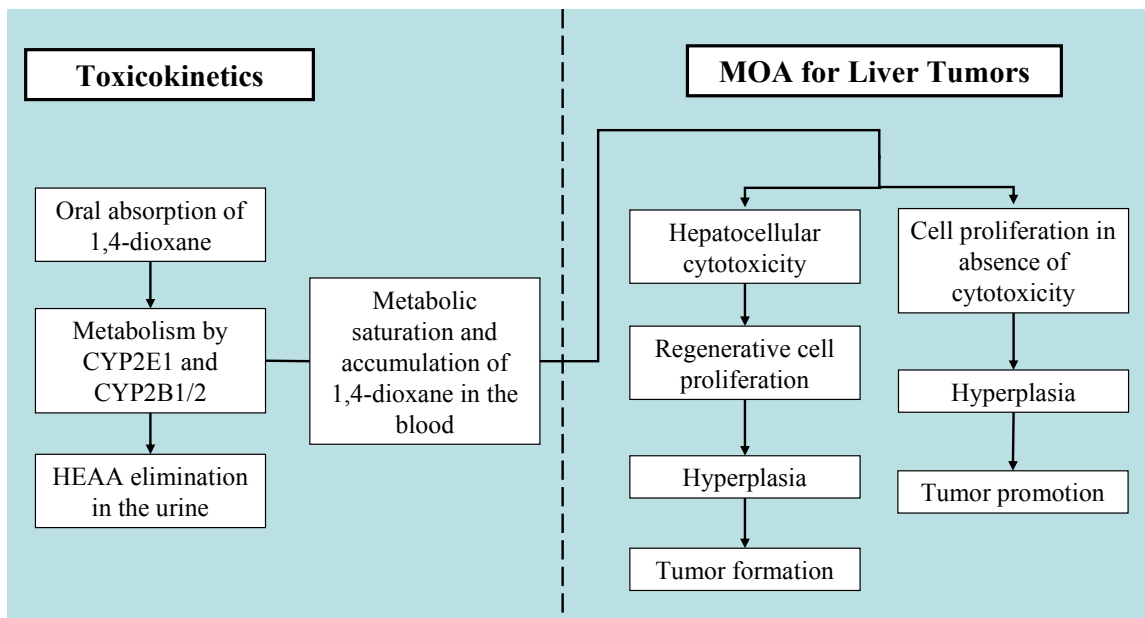 Toxicokinetics
Oral absorption of
1,4-dioxane
Metabolism by
CYP2E1 and
CYP2B1/2
HEAA elimination
in the urine
Metabolic
saturation and
accumulation of
1,4-dioxane in the
blood
MOA for Liver Tumors
Hepatocellular
cytotoxicity
Regenerative cell
proliferation
Hyperplasia
Tumor formation
Cell proliferation in
absence of
cytotoxicity
Hyperplasia
Tumor promotion